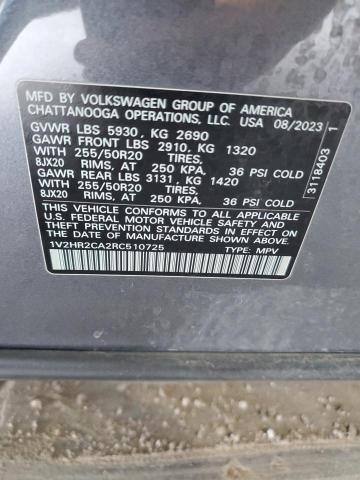 MFD BY VOLKSWAGEN GROUP OF AMERICA
CHATTANOOGA OPERATIONS, LLC. USA 08/2023
GVWR LBS 5930, KG 2690
GAWR FRONT LBS 2910, KG 1320
WITH 255/50R20 TIRES,
8JX20 RIMS, AT 250 KPA, 36 PSI COLD
GAWR REAR LBS 3131, KG 1420
WITH 255/50R20 TIRES,
8JX20 RIMS, AT 250 KPA, 36 PSI COLD
THIS VEHICLE CONFORMS TO ALL APPLICABLE
U.S. FEDERAL MOTOR VEHICLE SAFETY AND
THEFT PREVENTION STANDARDS IN EFFECT
ON THE DATE OF MANUFACTURE SHOWN ABOVE.
1V2HR2CA2RC510725 TYPE: MPV
3118403 1